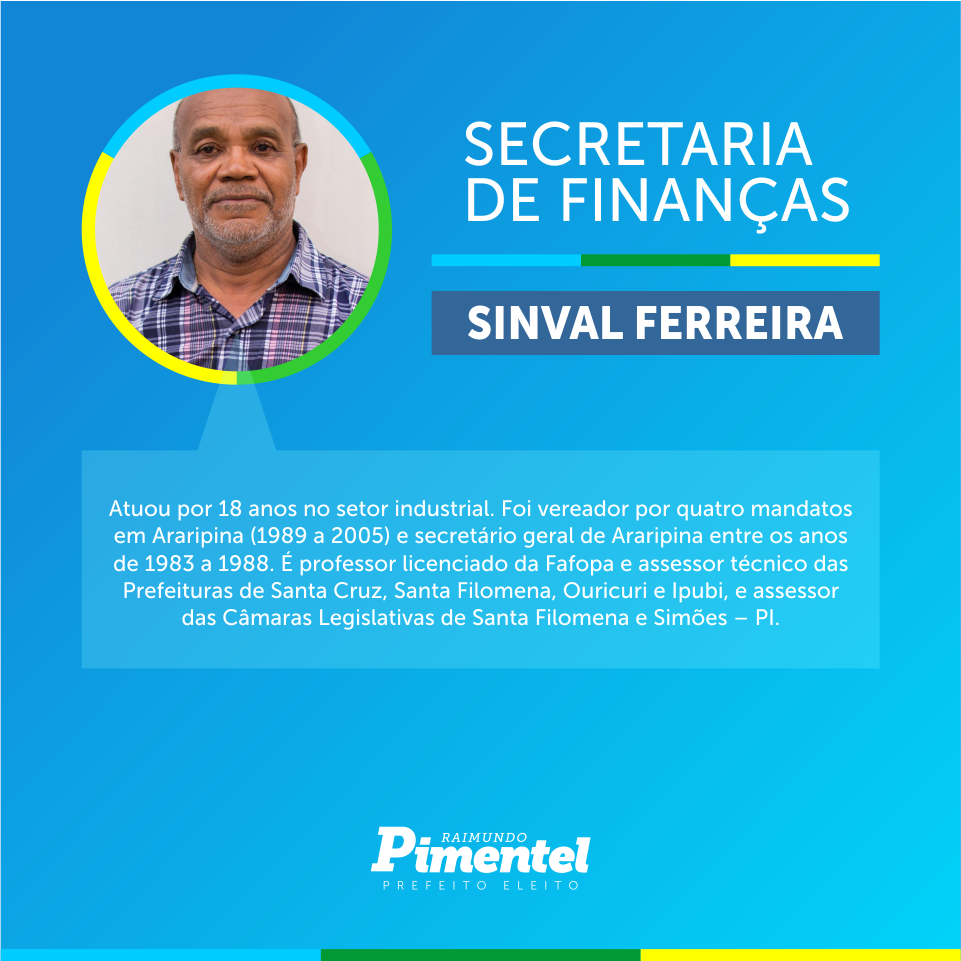 SECRETARIA
DE FINANÇAS
SINVAL FERREIRA
Atuou por 18 anos no setor industrial. Foi vereador por quatro mandatos
em Araripina (1989 a 2005) e secretário geral de Araripina entre os anos
de 1983 a 1988. É professor licenciado da Fafopa e assessor técnico das
Prefeituras de Santa Cruz, Santa Filomena, Ouricuri e Ipubi, e assessor
das Câmaras Legislativas de Santa Filomena e Simões – PI.
RAIMUNDO
Pimentel
PREFEITO ELEITO